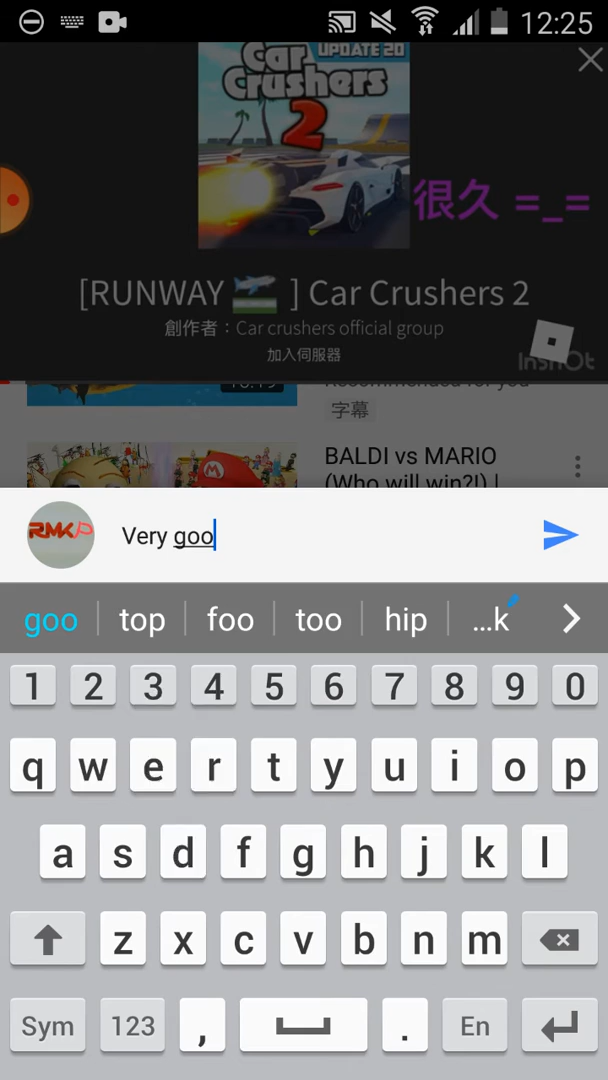 12:25
UPDATE 20
Car
Crushers
2
很久 =_=
[RUNWAY 🛫 ] Car Crushers 2
創作者：Car crushers official group
加入伺服器
InShOt
10:19
Recommended for you
字幕
BALDI vs MARIO
(Who will win?!) |
RMKP
Very goo
goo top foo too hip ...k
1 2 3 4 5 6 7 8 9 0
q w e r t y u i o p
a s d f g h j k l
z x c v b n m
Sym 123 , . En